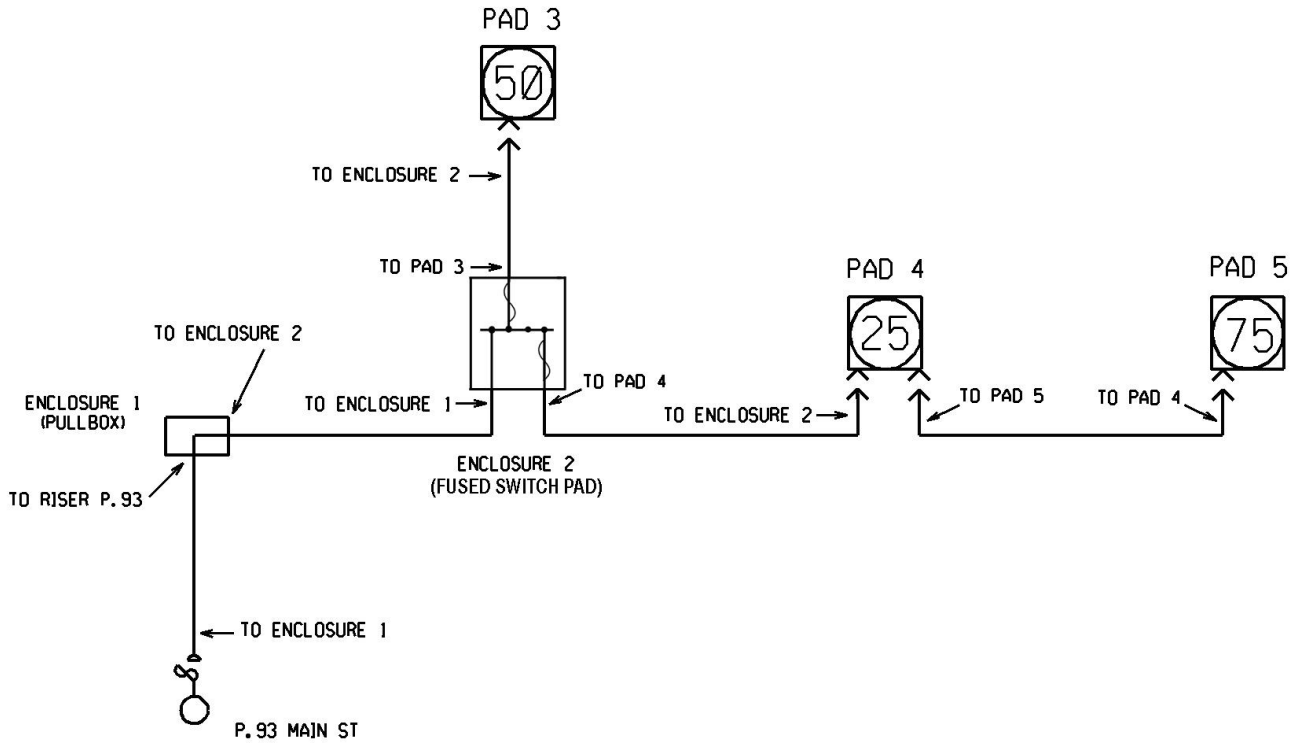 PAD 3
50
TO ENCLOSURE 2
TO PAD 3
PAD 4
PAD 5
25
75
TO ENCLOSURE 2
TO PAD 4
TO ENCLOSURE 1
TO ENCLOSURE 2
TO PAD 5
TO PAD 4
ENCLOSURE 1
(PULLBOX)
ENCLOSURE 2
(FUSED SWITCH PAD)
TO RISER P.93
TO ENCLOSURE 1
P.93 MAIN ST